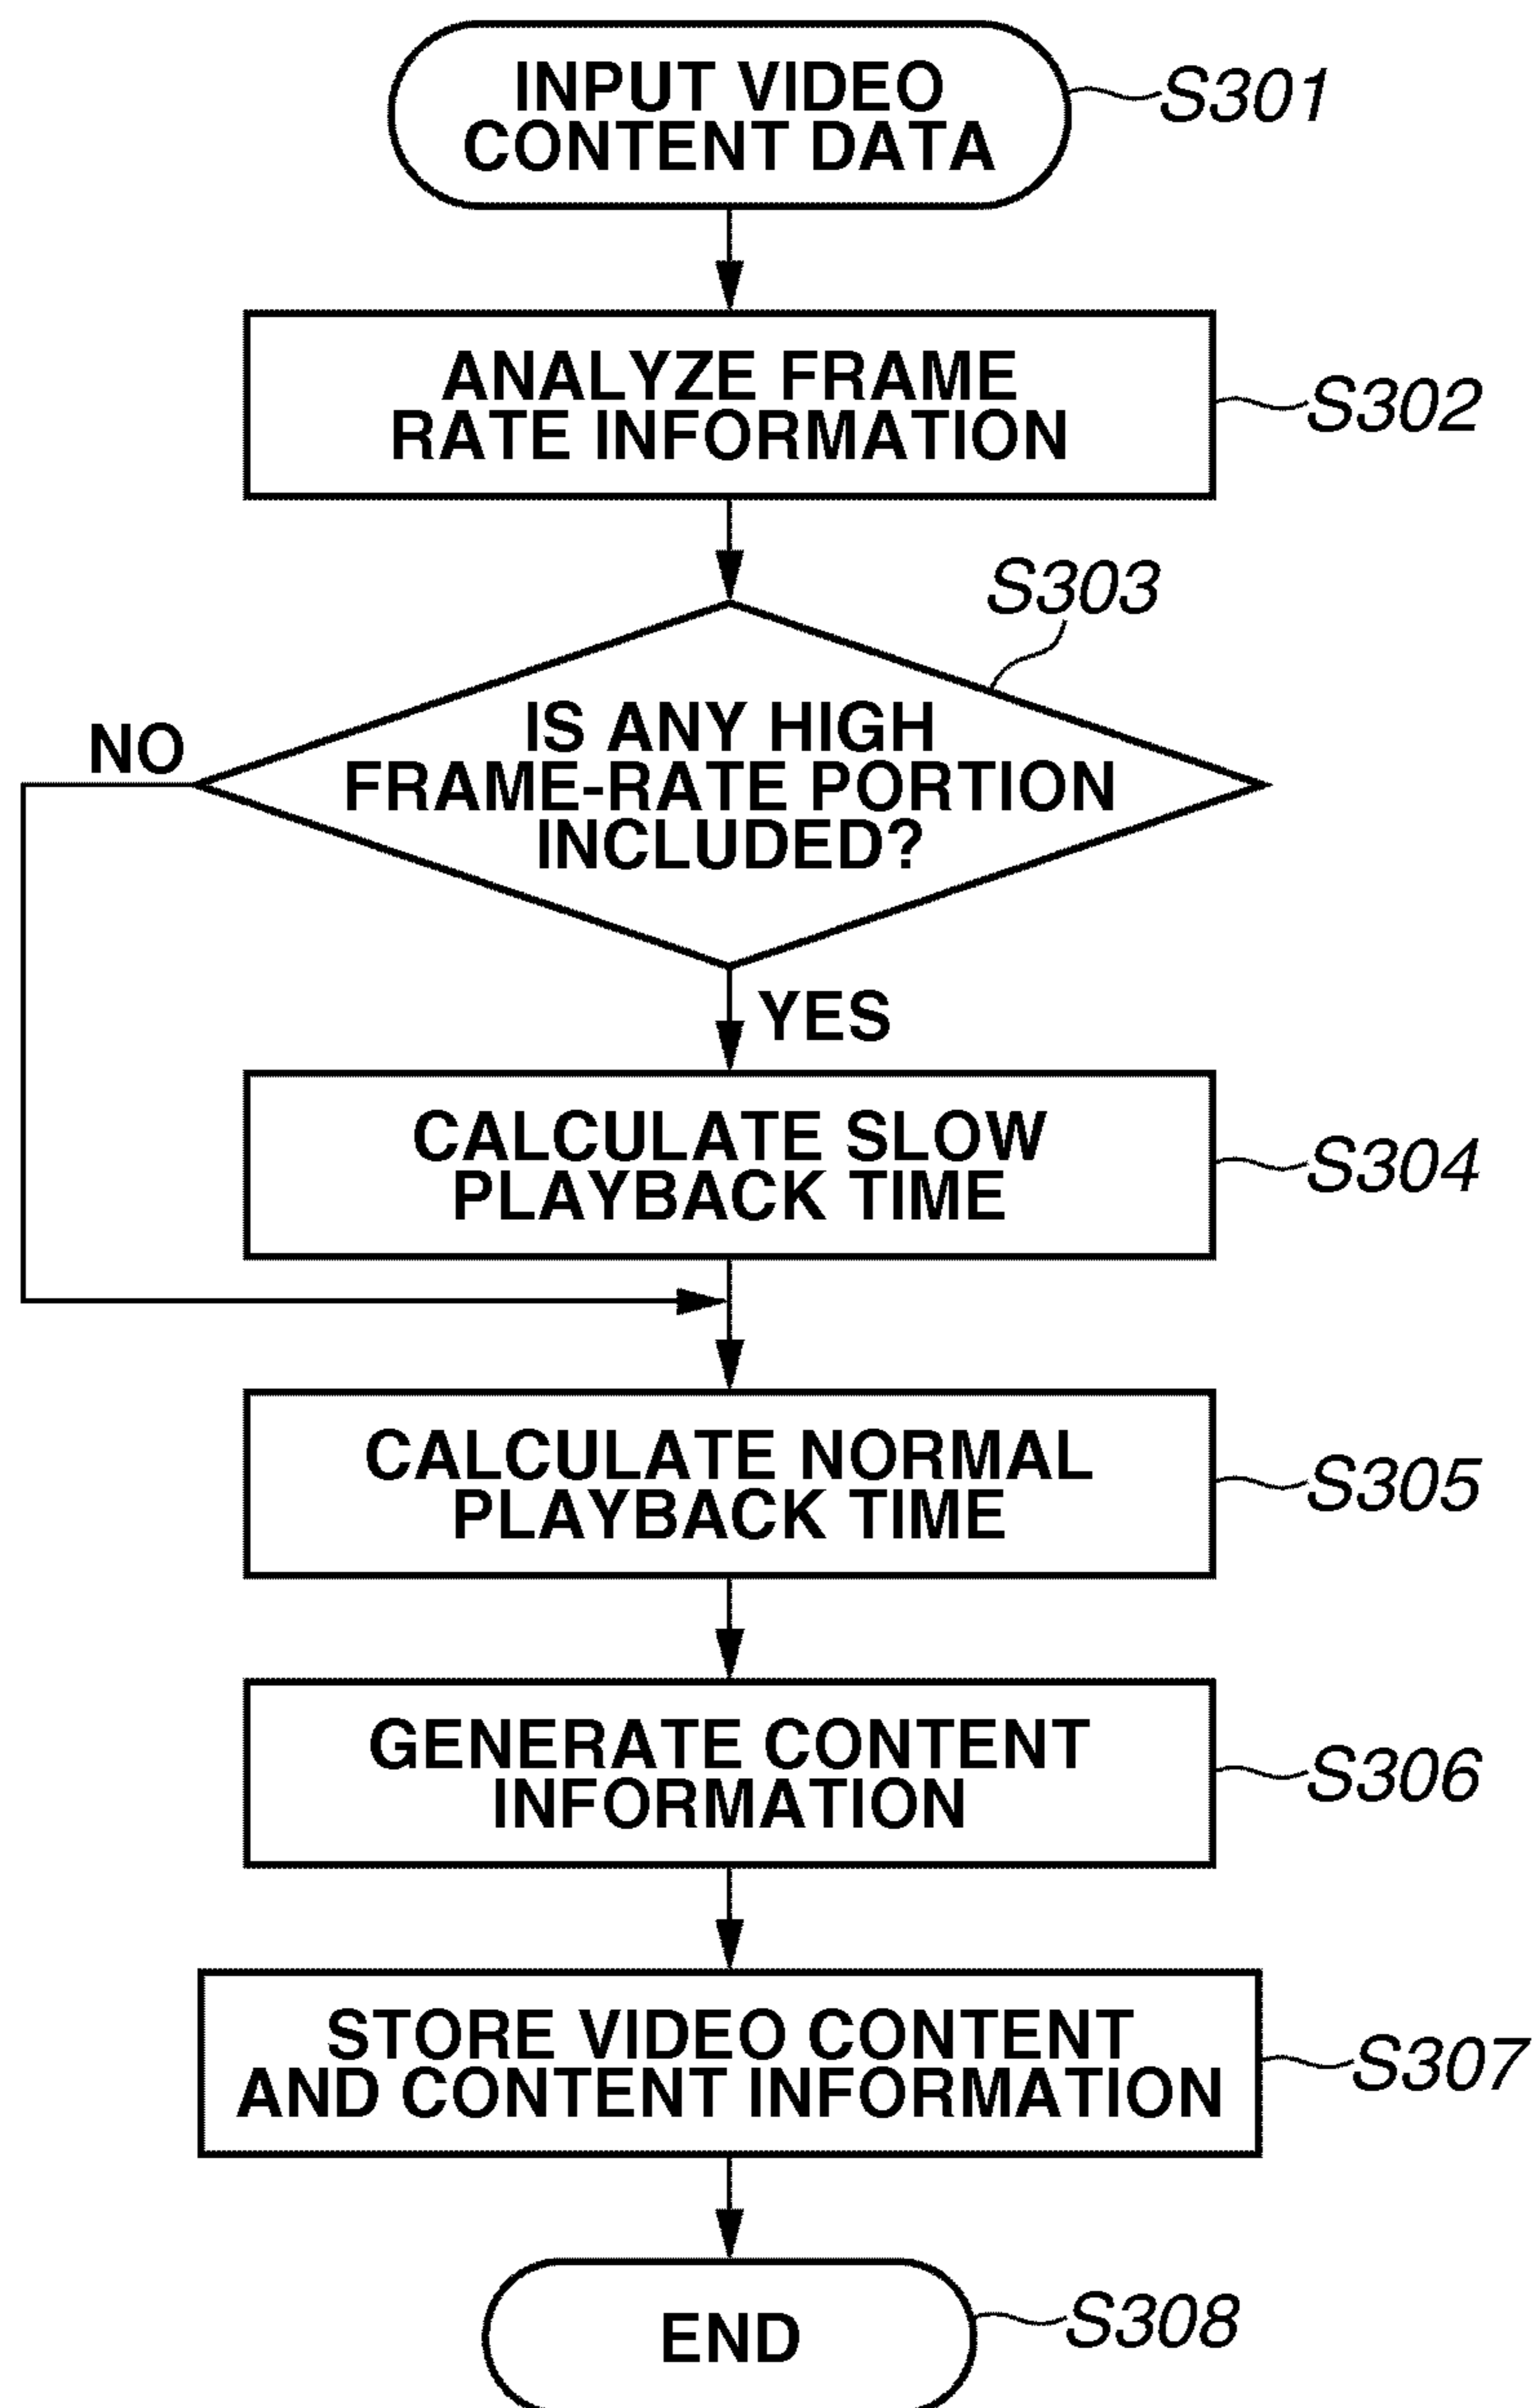 INPUT VIDEO
CONTENT DATA
S301
ANALYZE FRAME
RATE INFORMATION
S302
S303
IS ANY HIGH
FRAME-RATE PORTION
INCLUDED?
NO
YES
CALCULATE SLOW
PLAYBACK TIME
S304
CALCULATE NORMAL
PLAYBACK TIME
S305
GENERATE CONTENT
INFORMATION
S306
STORE VIDEO CONTENT
AND CONTENT INFORMATION
S307
END
S308